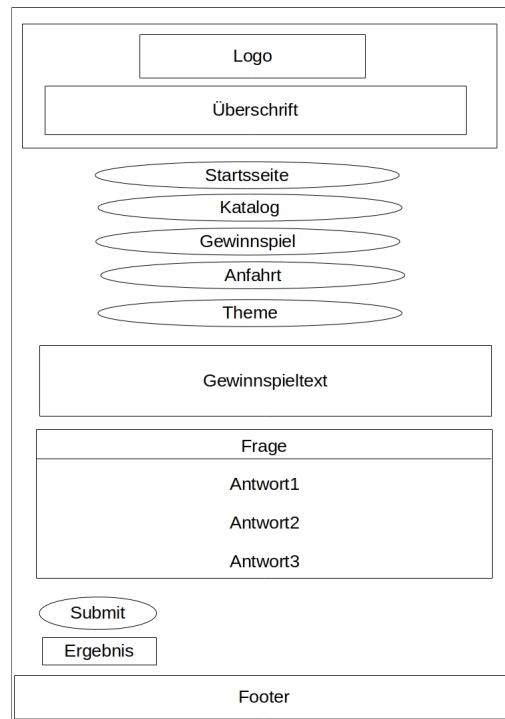 Logo
Überschrift
Startsseite
Katalog
Gewinnspiel
Anfahrt
Theme
Gewinnspieltext
Frage
Antwort1
Antwort2
Antwort3
Submit
Ergebnis
Footer